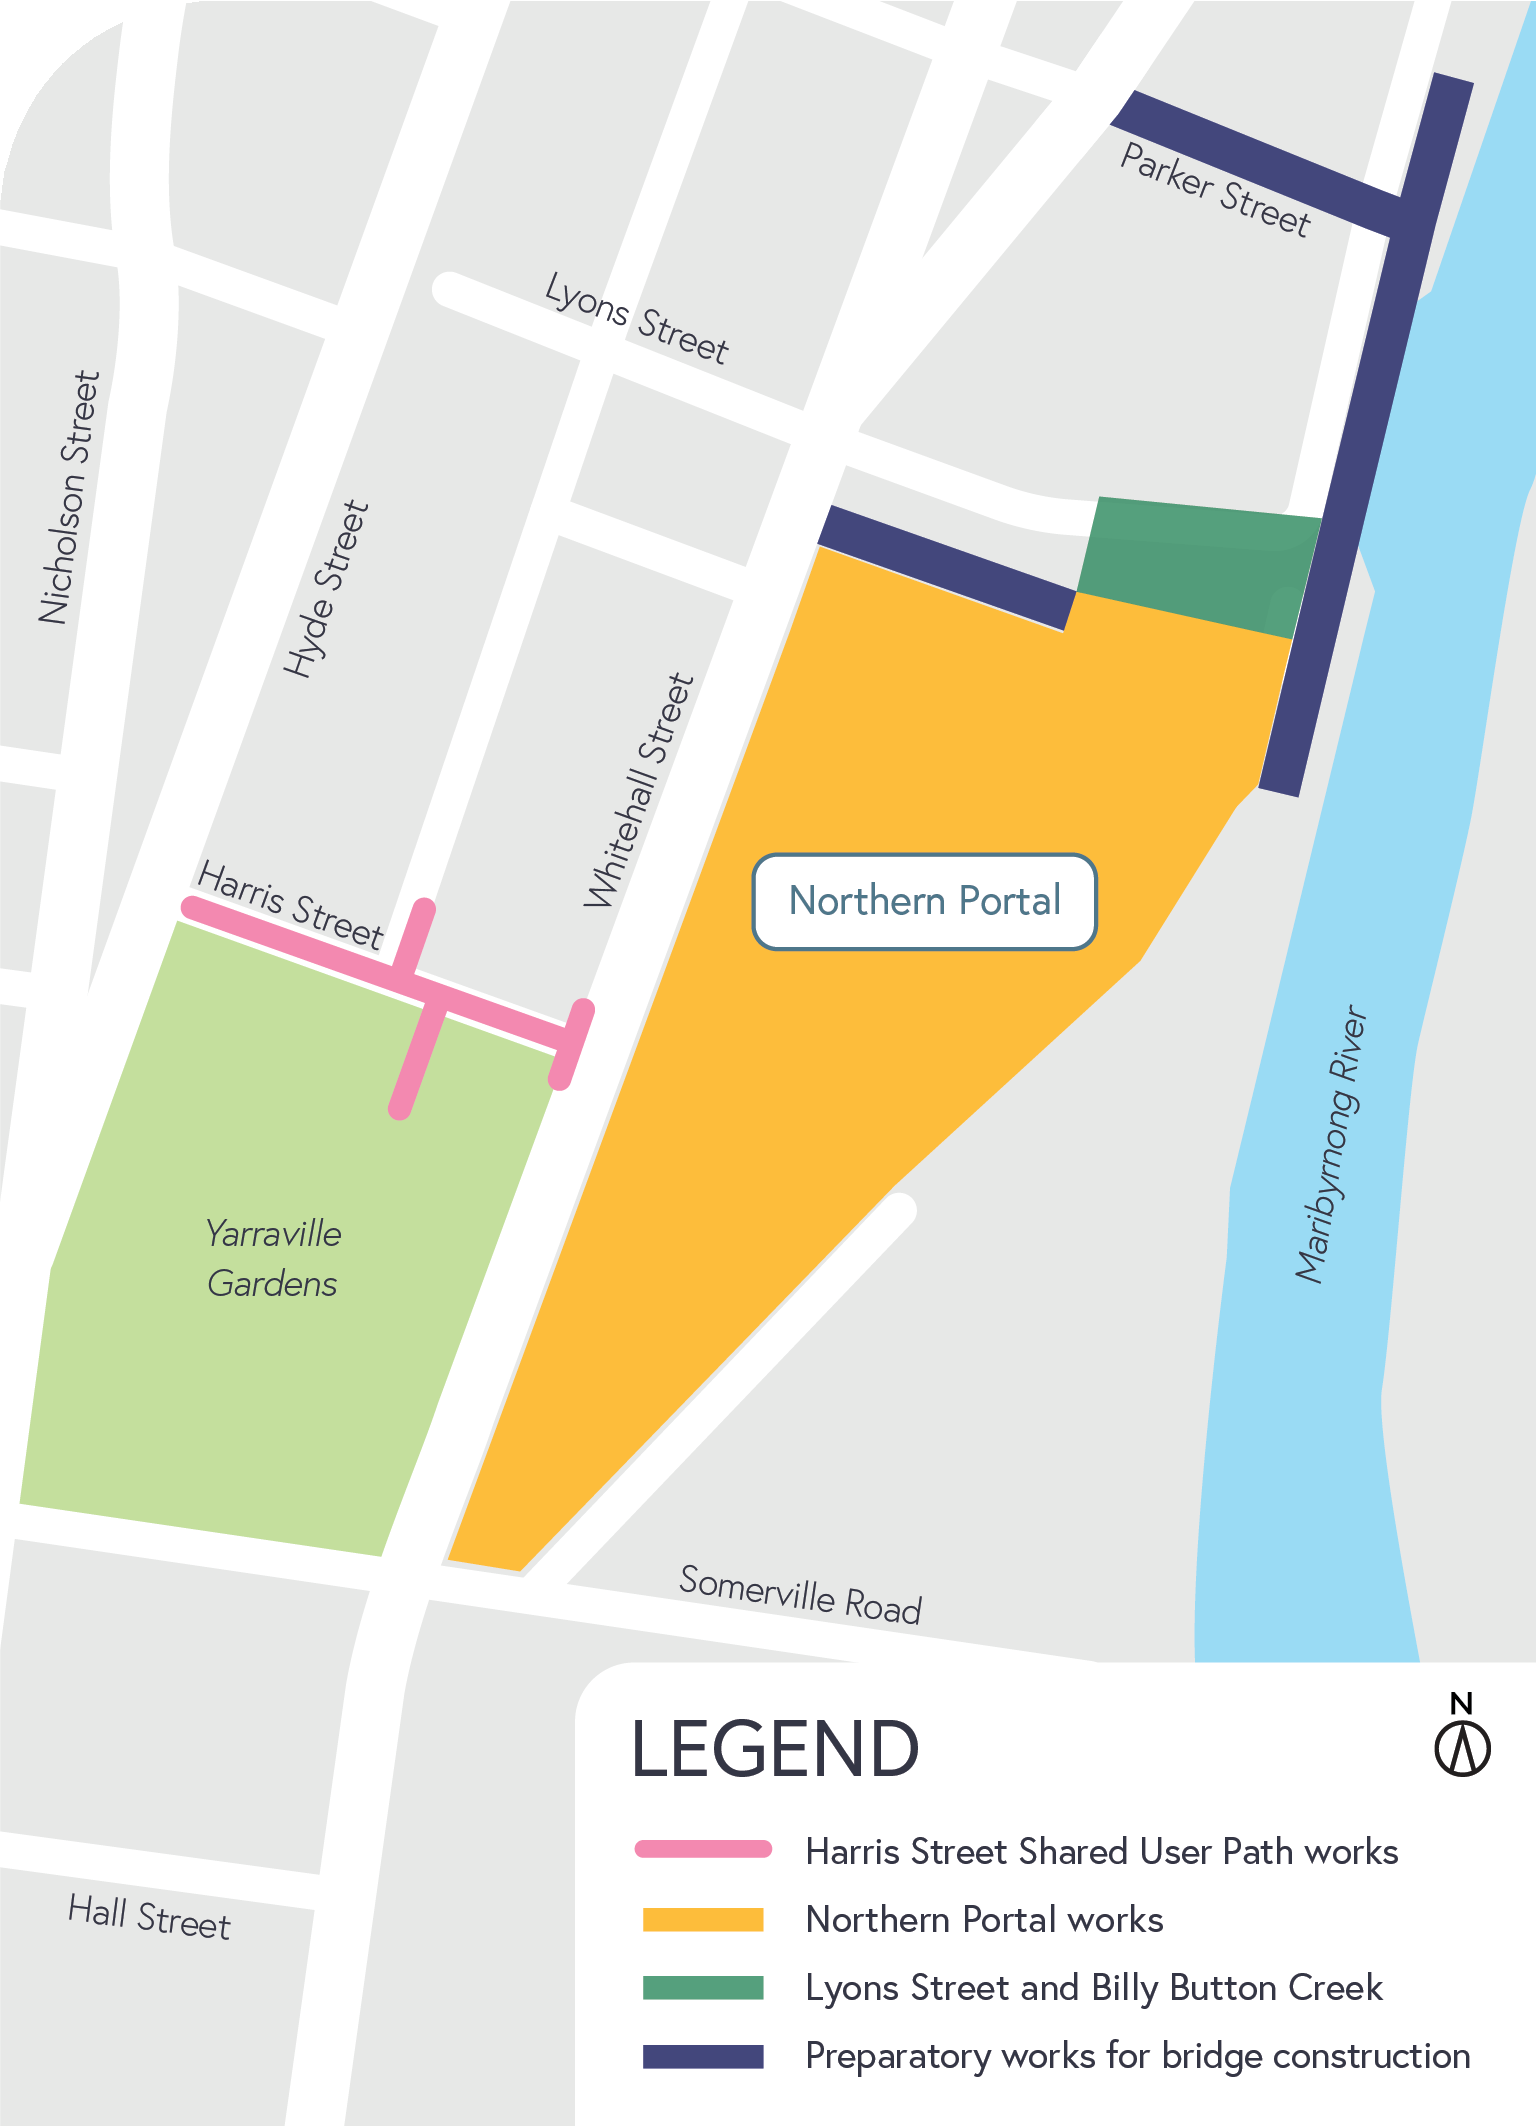 Parker Street
Lyons Street
Nicholson Street
Hyde Street
Whitehall Street
Harris Street
Northern Portal
Maribyrnong River
Yarraville
Gardens
Somerville Road
LEGEND
N
Harris Street Shared User Path works
Northern Portal works
Lyons Street and Billy Button Creek
Preparatory works for bridge construction
Hall Street